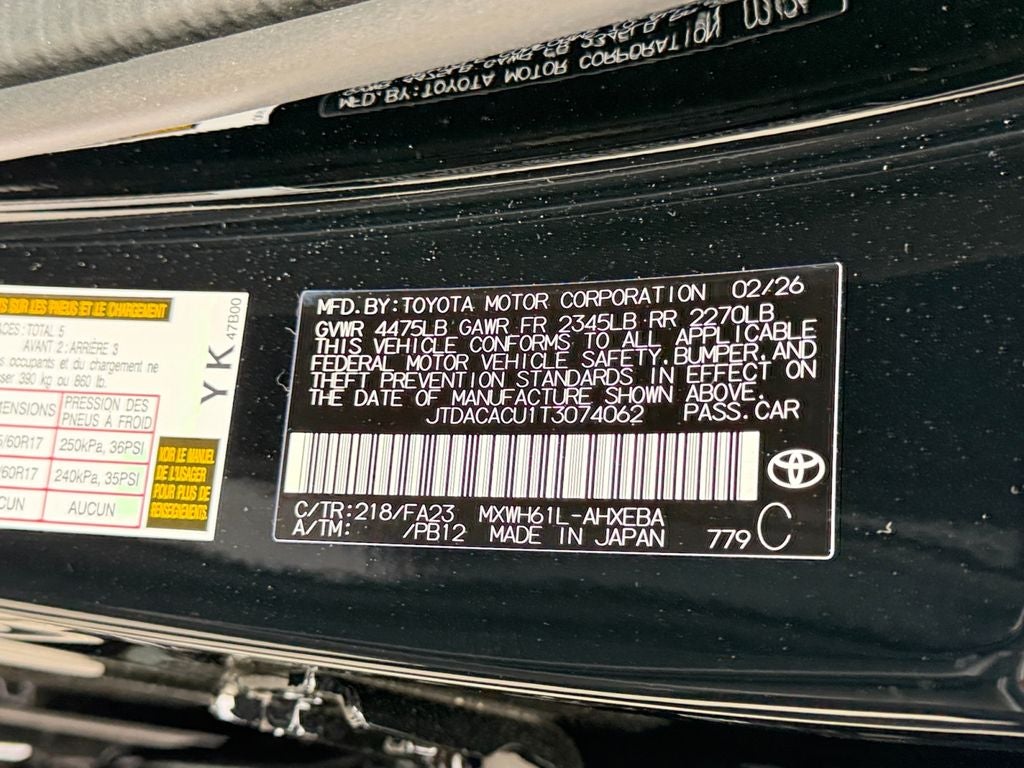 MFD.BY:TOYOTA MOTOR CORPORATION 02/26
GVWR 4475LB GAWR FR 2345LB RR 2270LB
THIS VEHICLE CONFORMS TO ALL APPLICABLE
FEDERAL MOTOR VEHICLE SAFETY, BUMPER, AND
THEFT PREVENTION STANDARDS IN EFFECT ON
THE DATE OF MANUFACTURE SHOWN ABOVE.
JTDACACU1T3074062 PASS.CAR
C/TR:218/FA23 MXWH61L-AHXEBA
A/TM: /PB12 MADE IN JAPAN 779 C
SUR LES PNEUS ET LE CHARGEMENT
TOTAL 5
AVANT 2 : ARRIÈRE 3
occupants et du chargement ne
390 kg ou 860 lb.
PRESSION DES
PNEUS À FROID
/60R17 250kPa, 36PSI
/60R17 240kPa, 35PSI
AUCUN
VOIR LE MANUEL
DE L'USAGER
POUR PLUS DE
RENSEIGNEMENTS
YK
47B00
MFD.BY:TOYOTA MOTOR CORPORATION